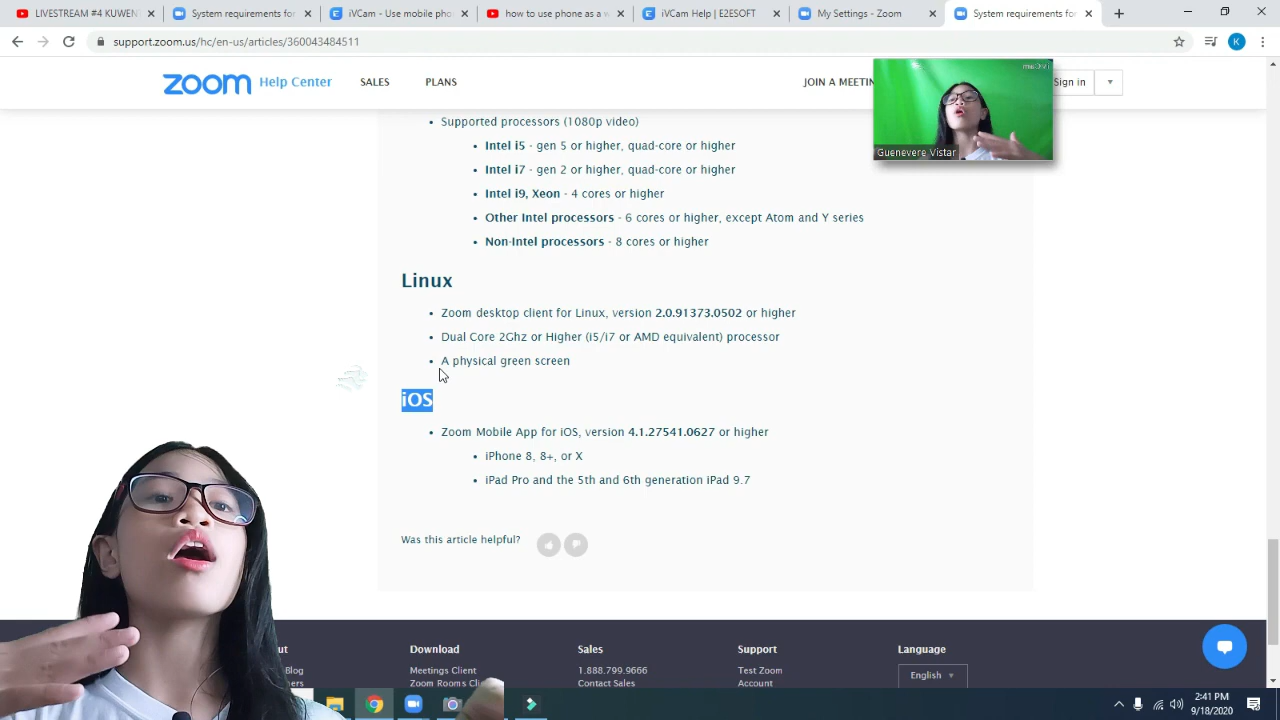 LIVESTREAM #4 KUWEN
System requirements for
iVCam - Use mobile pho
how to use phone as a w
iVCam Help | E2ESOFT
My Settings - Zoom
System requirements for
support.zoom.us/hc/en-us/articles/360043484511
K
zoom Help Center
SALES
PLANS
JOIN A MEETIN
Sign in
iVCam
Guenevere Vistar
Supported processors (1080p video)
Intel i5 - gen 5 or higher, quad-core or higher
Intel i7 - gen 2 or higher, quad-core or higher
Intel i9, Xeon - 4 cores or higher
Other Intel processors - 6 cores or higher, except Atom and Y series
Non-Intel processors - 8 cores or higher
Linux
Zoom desktop client for Linux, version 2.0.91373.0502 or higher
Dual Core 2Ghz or Higher (i5/i7 or AMD equivalent) processor
A physical green screen
iOS
Zoom Mobile App for iOS, version 4.1.27541.0627 or higher
iPhone 8, 8+, or X
iPad Pro and the 5th and 6th generation iPad 9.7
Was this article helpful?
ut
Download
Sales
Support
Language
Blog
Meetings Client
1.888.799.9666
Test Zoom
English
ners
Zoom Rooms Clie
Contact Sales
Account
2:41 PM
9/18/2020